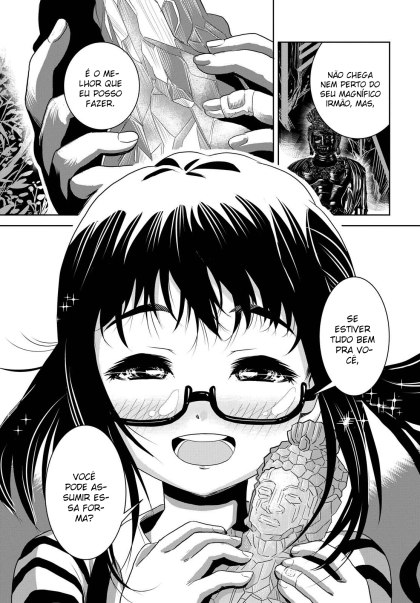 NÃO CHEGA
NEM PERTO DO
SEU MAGNÍFICO
IRMÃO, MAS,
É O ME-
LHOR QUE
EU POSSO
FAZER.
SE
ESTIVER
TUDO BEM
PRA VO-
CÊ,
VOCÊ
PODE AS-
SUMIR ES-
SA FOR-
MA?